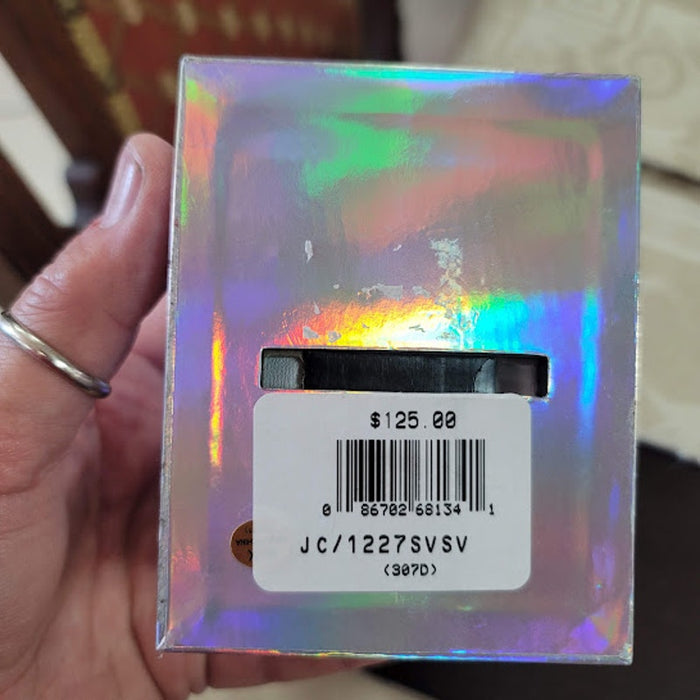 $125.00
0 86702 68134 1
JC/1227SVSV
(307D)